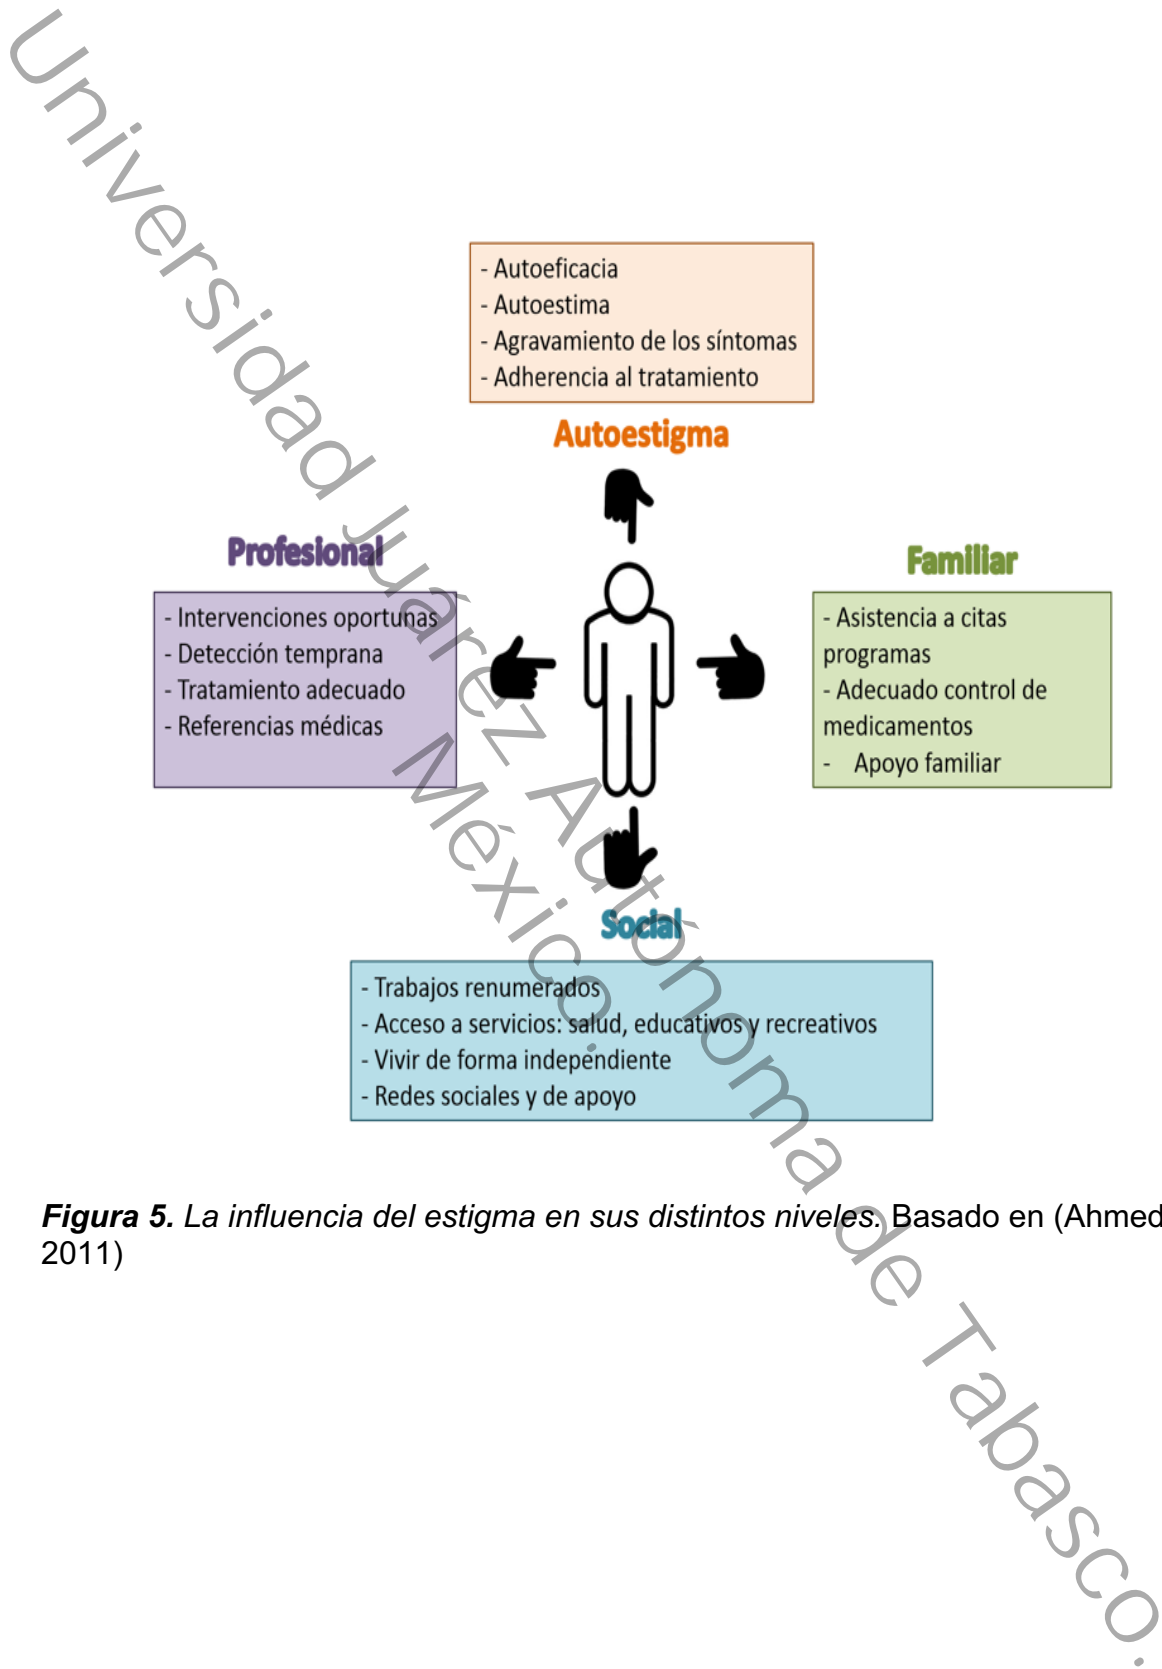 - Autoeficacia
- Autoestima
- Agravamiento de los síntomas
- Adherencia al tratamiento
Autoestigma
Profesional
- Intervenciones oportunas
- Detección temprana
- Tratamiento adecuado
- Referencias médicas
Familiar
- Asistencia a citas
programas
- Adecuado control de
medicamentos
- Apoyo familiar
Social
- Trabajos renumerados
- Acceso a servicios: salud, educativos y recreativos
- Vivir de forma independiente
- Redes sociales y de apoyo
Figura 5. La influencia del estigma en sus distintos niveles. Basado en (Ahmed
2011)
Universidad Juárez Autónoma de Tabasco.
México.